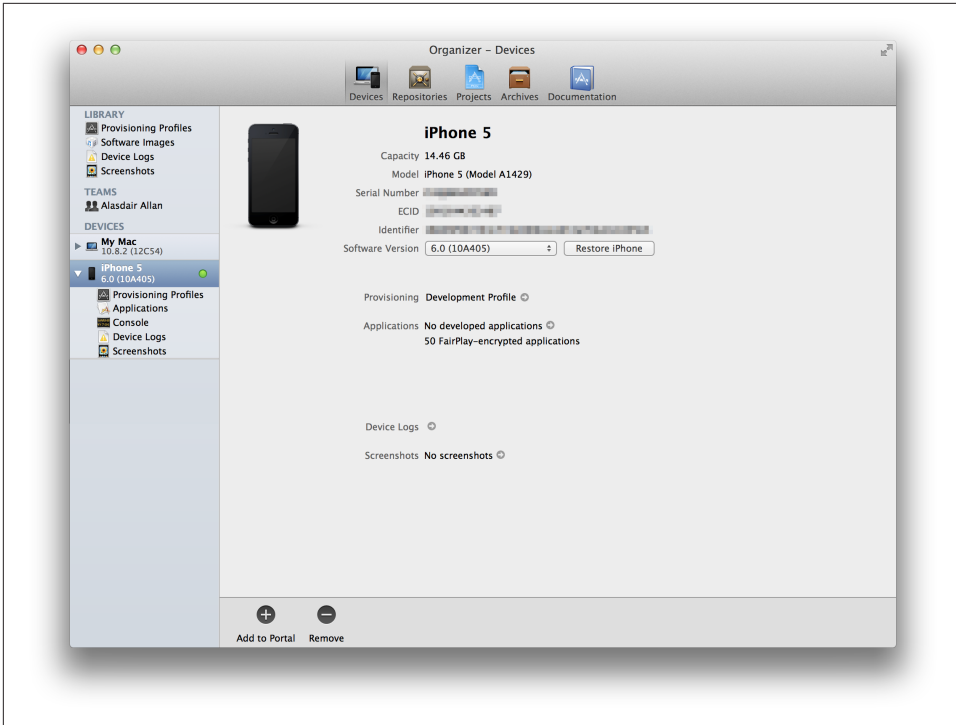 Organizer – Devices
Devices Repositories Projects Archives Documentation
LIBRARY
Provisioning Profiles
Software Images
Device Logs
Screenshots
TEAMS
Alasdair Allan
DEVICES
My Mac
10.8.2 (12C54)
iPhone 5
6.0 (10A405)
Provisioning Profiles
Applications
Console
Device Logs
Screenshots
iPhone 5
Capacity 14.46 GB
Model iPhone 5 (Model A1429)
Serial Number
ECID
Identifier
Software Version 6.0 (10A405) Restore iPhone
Provisioning Development Profile
Applications No developed applications
50 FairPlay-encrypted applications
Device Logs
Screenshots No screenshots
Add to Portal Remove